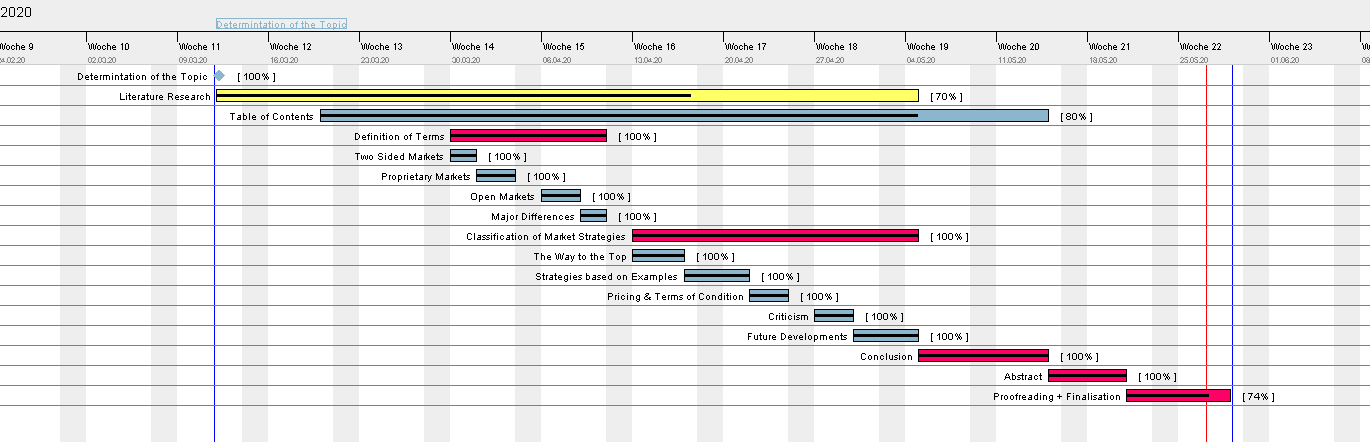 2020
Determintation of the Topic
Woche 9 Woche 10 Woche 11 Woche 12 Woche 13 Woche 14 Woche 15 Woche 16 Woche 17 Woche 18 Woche 19 Woche 20 Woche 21 Woche 22 Woche 23
24.02.20 02.03.20 09.03.20 16.03.20 23.03.20 30.03.20 06.04.20 13.04.20 20.04.20 27.04.20 04.05.20 11.05.20 18.05.20 25.05.20 01.06.20 08
Determintation of the Topic [ 100% ]
Literature Research [ 70% ]
Table of Contents [ 80% ]
Definition of Terms [ 100% ]
Two Sided Markets [ 100% ]
Proprietary Markets [ 100% ]
Open Markets [ 100% ]
Major Differences [ 100% ]
Classification of Market Strategies [ 100% ]
The Way to the Top [ 100% ]
Strategies based on Examples [ 100% ]
Pricing & Terms of Condition [ 100% ]
Criticism [ 100% ]
Future Developments [ 100% ]
Conclusion [ 100% ]
Abstract [ 100% ]
Proofreading + Finalisation [ 74% ]